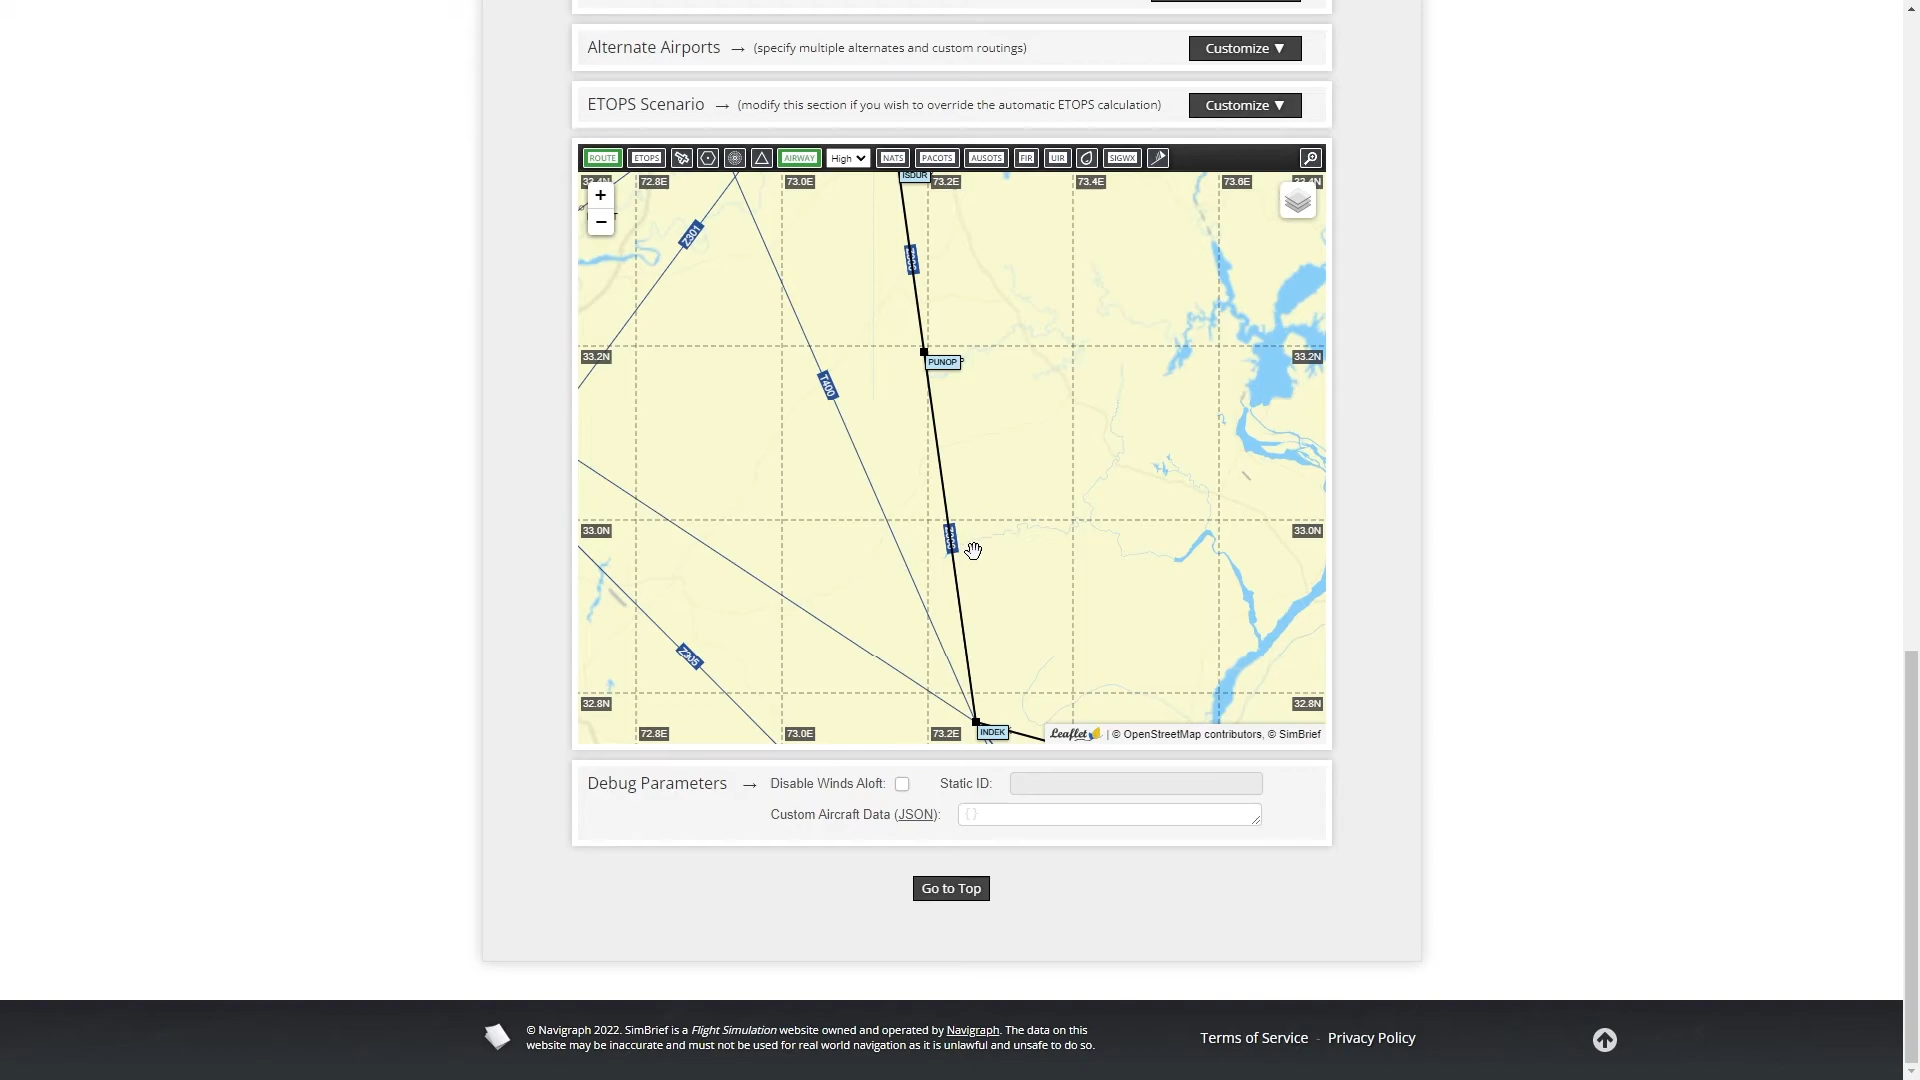 Alternate Airports → (specify multiple alternates and custom routings) Customize ▼
ETOPS Scenario → (modify this section if you wish to override the automatic ETOPS calculation) Customize ▼
ROUTE ETOPS AIRWAY High NATS PACOTS AUSOTS FIR UIR SIGWX
72.8E 73.0E ISDUR 73.2E 73.4E 73.6E
+
−
Z301
33.2N PUNOP 33.2N
T400
33.0N 33.0N
Z305
32.8N 32.8N
72.8E 73.0E 73.2E INDEK Leaflet | © OpenStreetMap contributors, © SimBrief
Debug Parameters → Disable Winds Aloft: Static ID:
Custom Aircraft Data (JSON): {}
Go to Top
© Navigraph 2022. SimBrief is a Flight Simulation website owned and operated by Navigraph. The data on this
website may be inaccurate and must not be used for real world navigation as it is unlawful and unsafe to do so.
Terms of Service - Privacy Policy